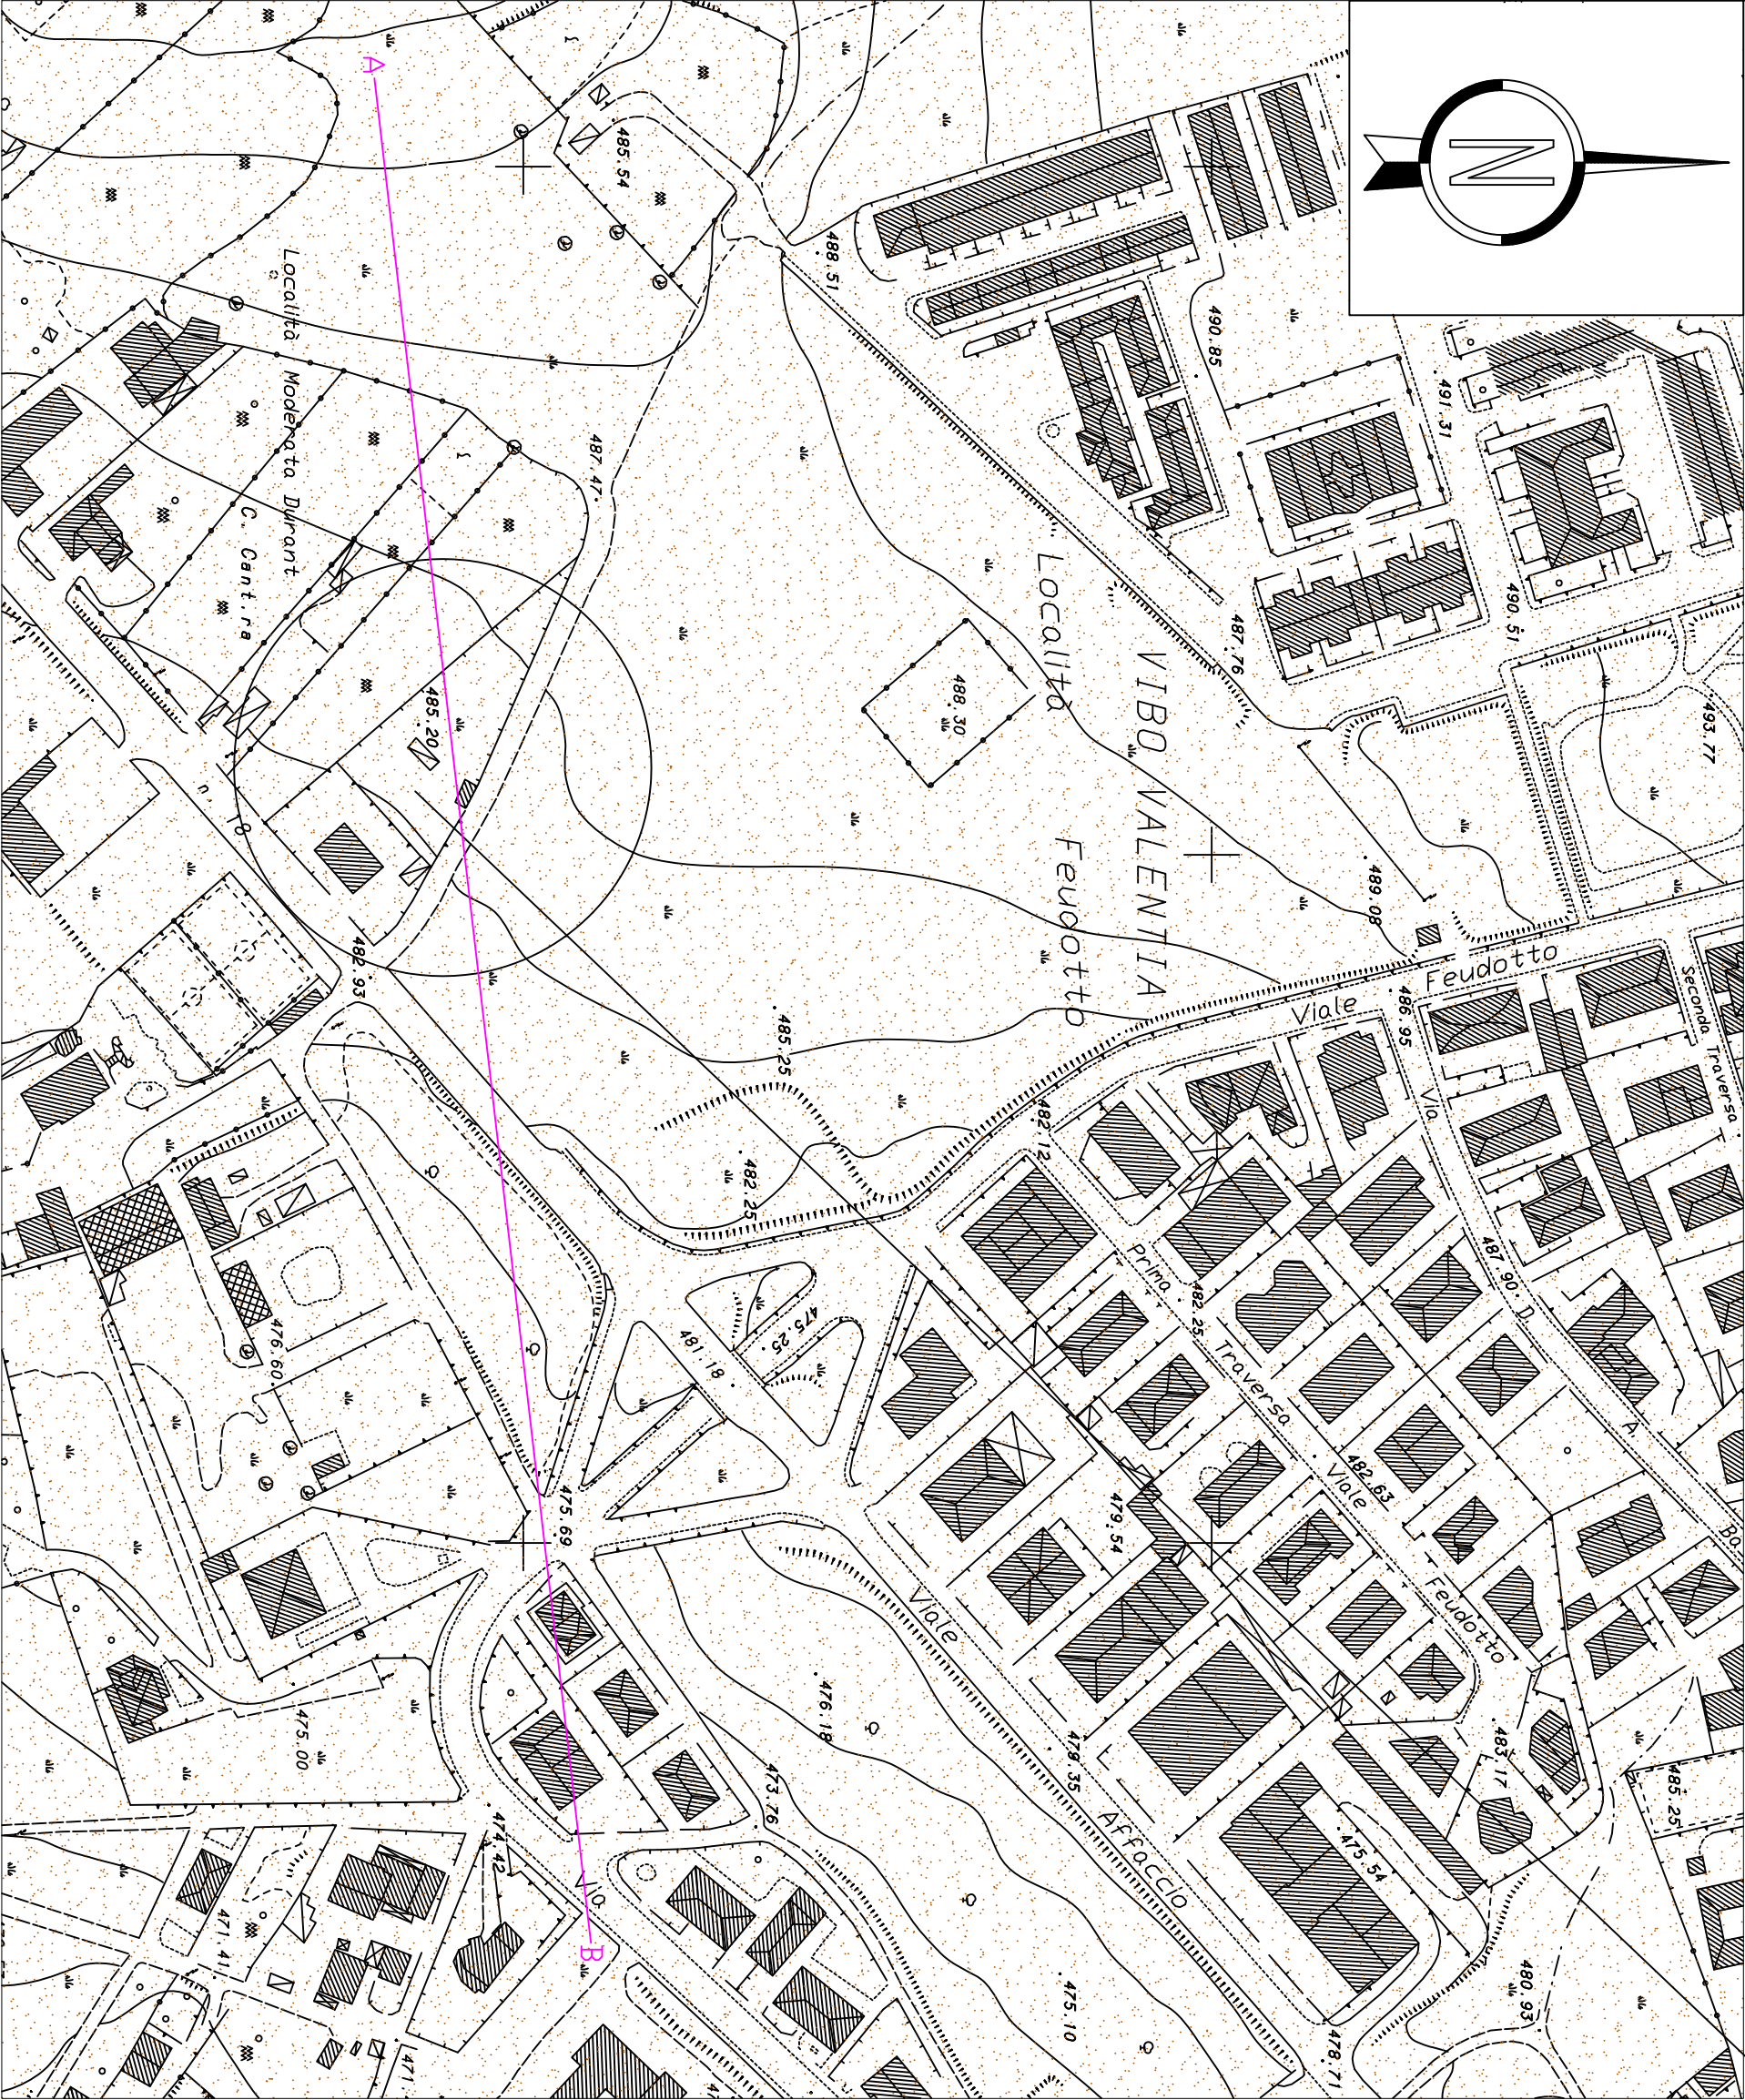 N
A
485.54
488.51
490.85
491.31
Località Moderata Durant
C. Cant.ra
487.47
490.51
487.76
493.77
Località
Feudotto
VIBO VALENTIA
488.30
485.20
489.08
n. 18
482.93
485.25
486.95
Viale Feudotto
Seconda Traversa
Via
482.12
482.25
487.90
D.
A.
Prima Traversa Viale Feudotto
482.25
475.25
481.18
476.60
482.63
479.54
475.69
Viale Affaccio
476.18
475.00
473.76
479.35
483.17
485.25
475.54
474.42
Via
B
471.41
475.10
480.93
478.71